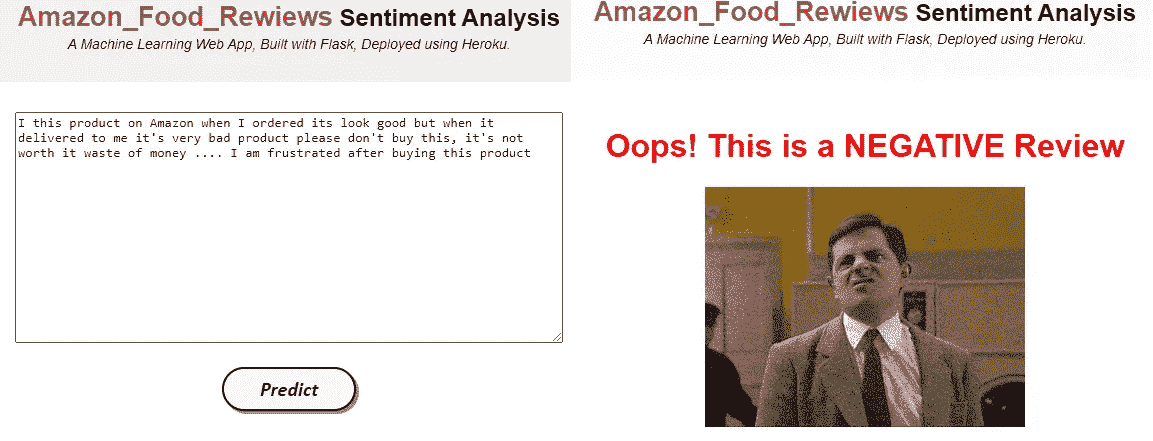 Amazon_Food_Rewiews Sentiment Analysis
A Machine Learning Web App, Built with Flask, Deployed using Heroku.
I this product on Amazon when I ordered its look good but when it
delivered to me it's very bad product please don't buy this, it's not
worth it waste of money .... I am frustrated after buying this product
Predict
Amazon_Food_Rewiews Sentiment Analysis
A Machine Learning Web App, Built with Flask, Deployed using Heroku.
Oops! This is a NEGATIVE Review